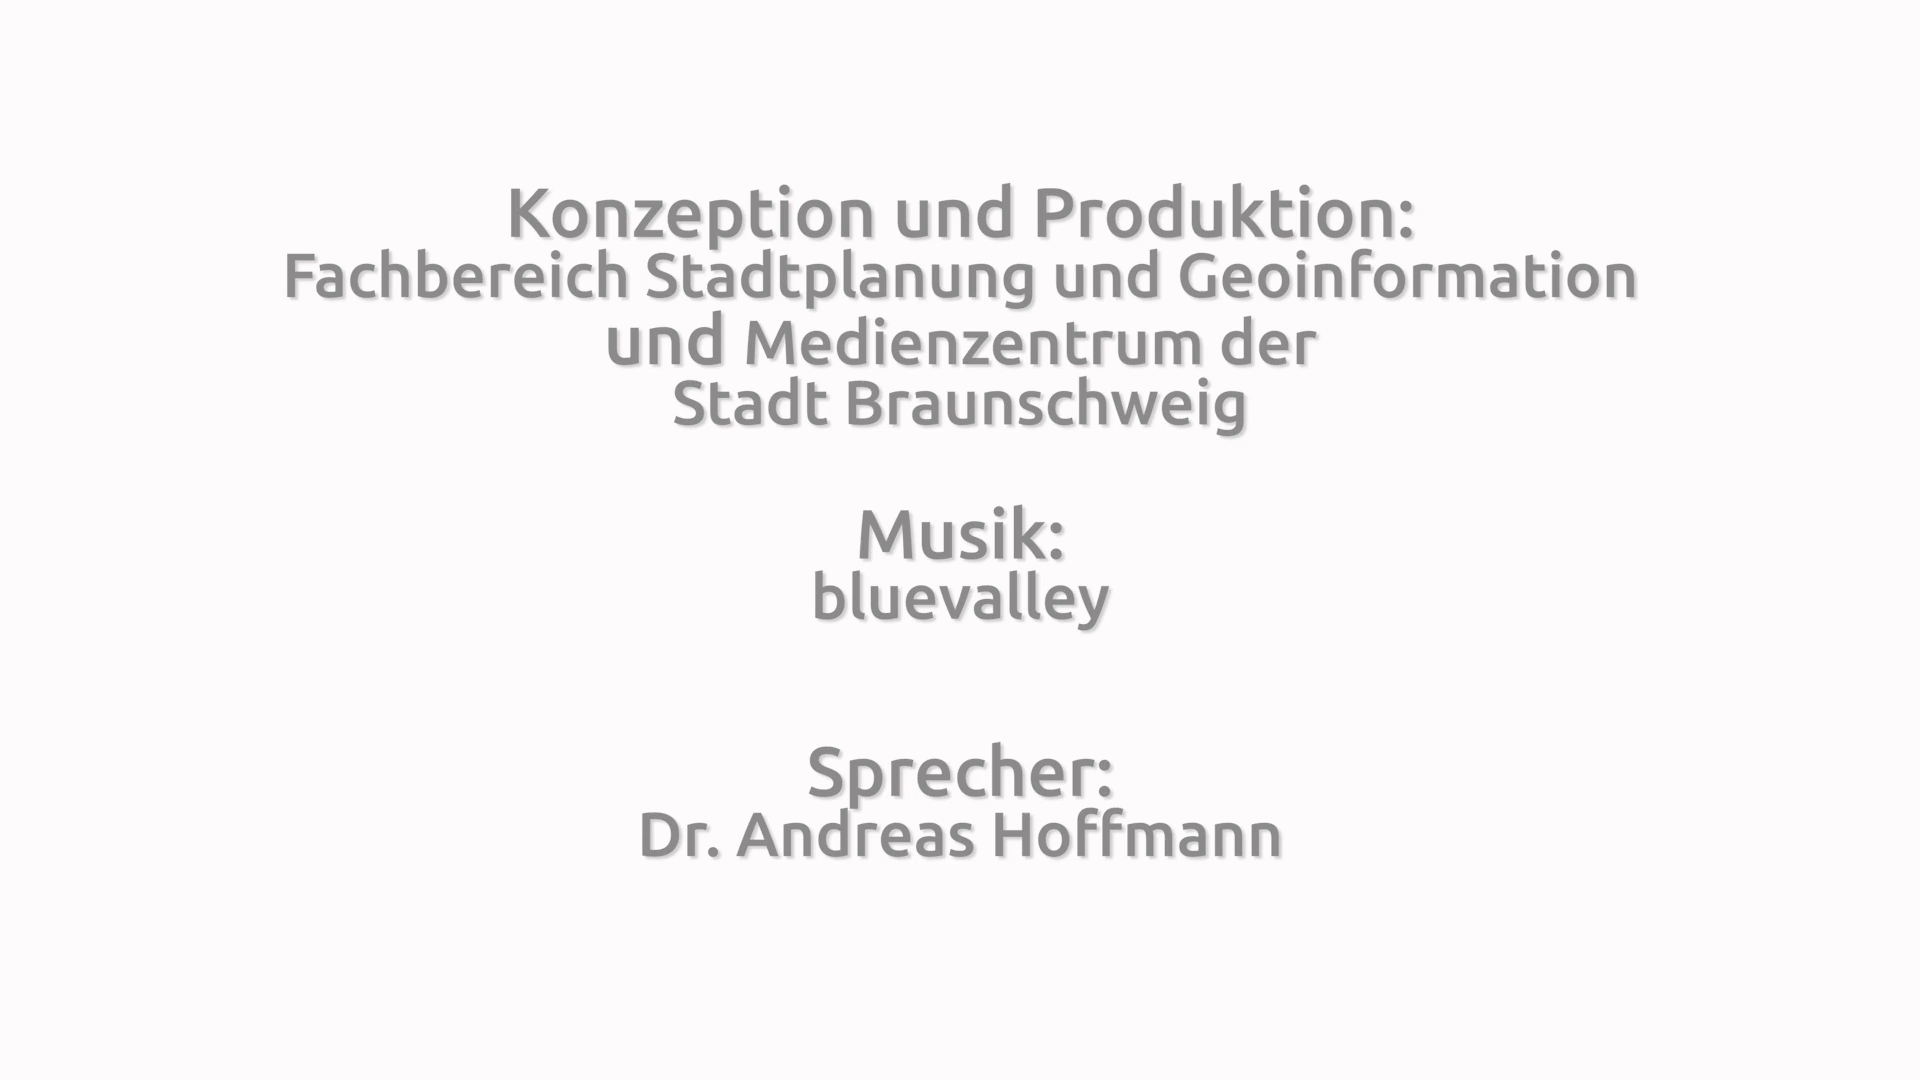 Konzeption und Produktion:
Fachbereich Stadtplanung und Geoinformation
und Medienzentrum der
Stadt Braunschweig
Musik:
bluevalley
Sprecher:
Dr. Andreas Hoffmann